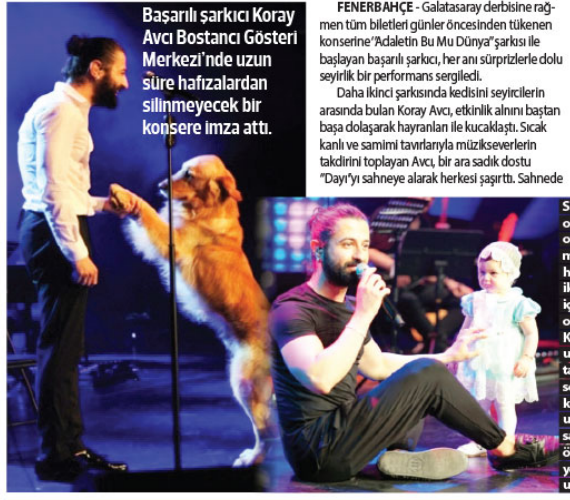 Başarılı şarkıcı Koray
Avcı Bostancı Gösteri
Merkezi'nde uzun
süre hafızalardan
silinmeyecek bir
konsere imza attı.
FENERBAHÇE - Galatasaray derbisine rağ-
men tüm biletleri günler öncesinden tükenen
konserine "Adaletin Bu Mu Dünya" şarkısı ile
başlayan başarılı şarkıcı, her anı sürprizlerle dolu
seyirlik bir performans sergiledi.
Daha ikinci şarkısında kedisini seyircilerin
arasında bulan Koray Avcı, etkinlik alnını baştan
başa dolaşarak hayranları ile kucaklaştı. Sıcak
kanlı ve samimi tavırlarıyla müzikseverlerin
takdirini toplayan Avcı, bir ara sadık dostu
"Dayı"yı sahneye alarak herkesi şaşırttı. Sahnede